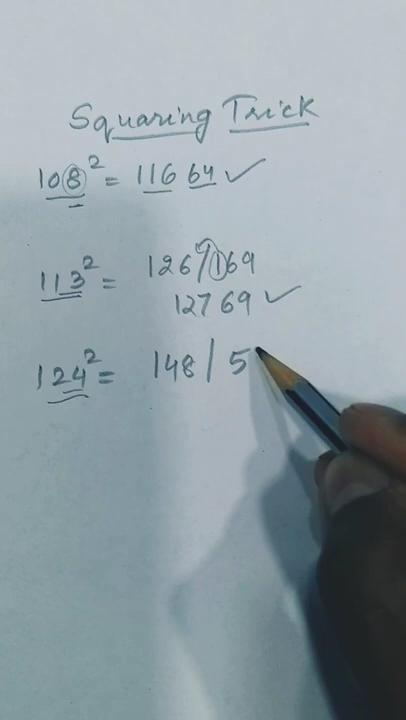 Squaring Trick
108² = 116 64 ✓
113² = 126/169
12769 ✓
124² = 148/5